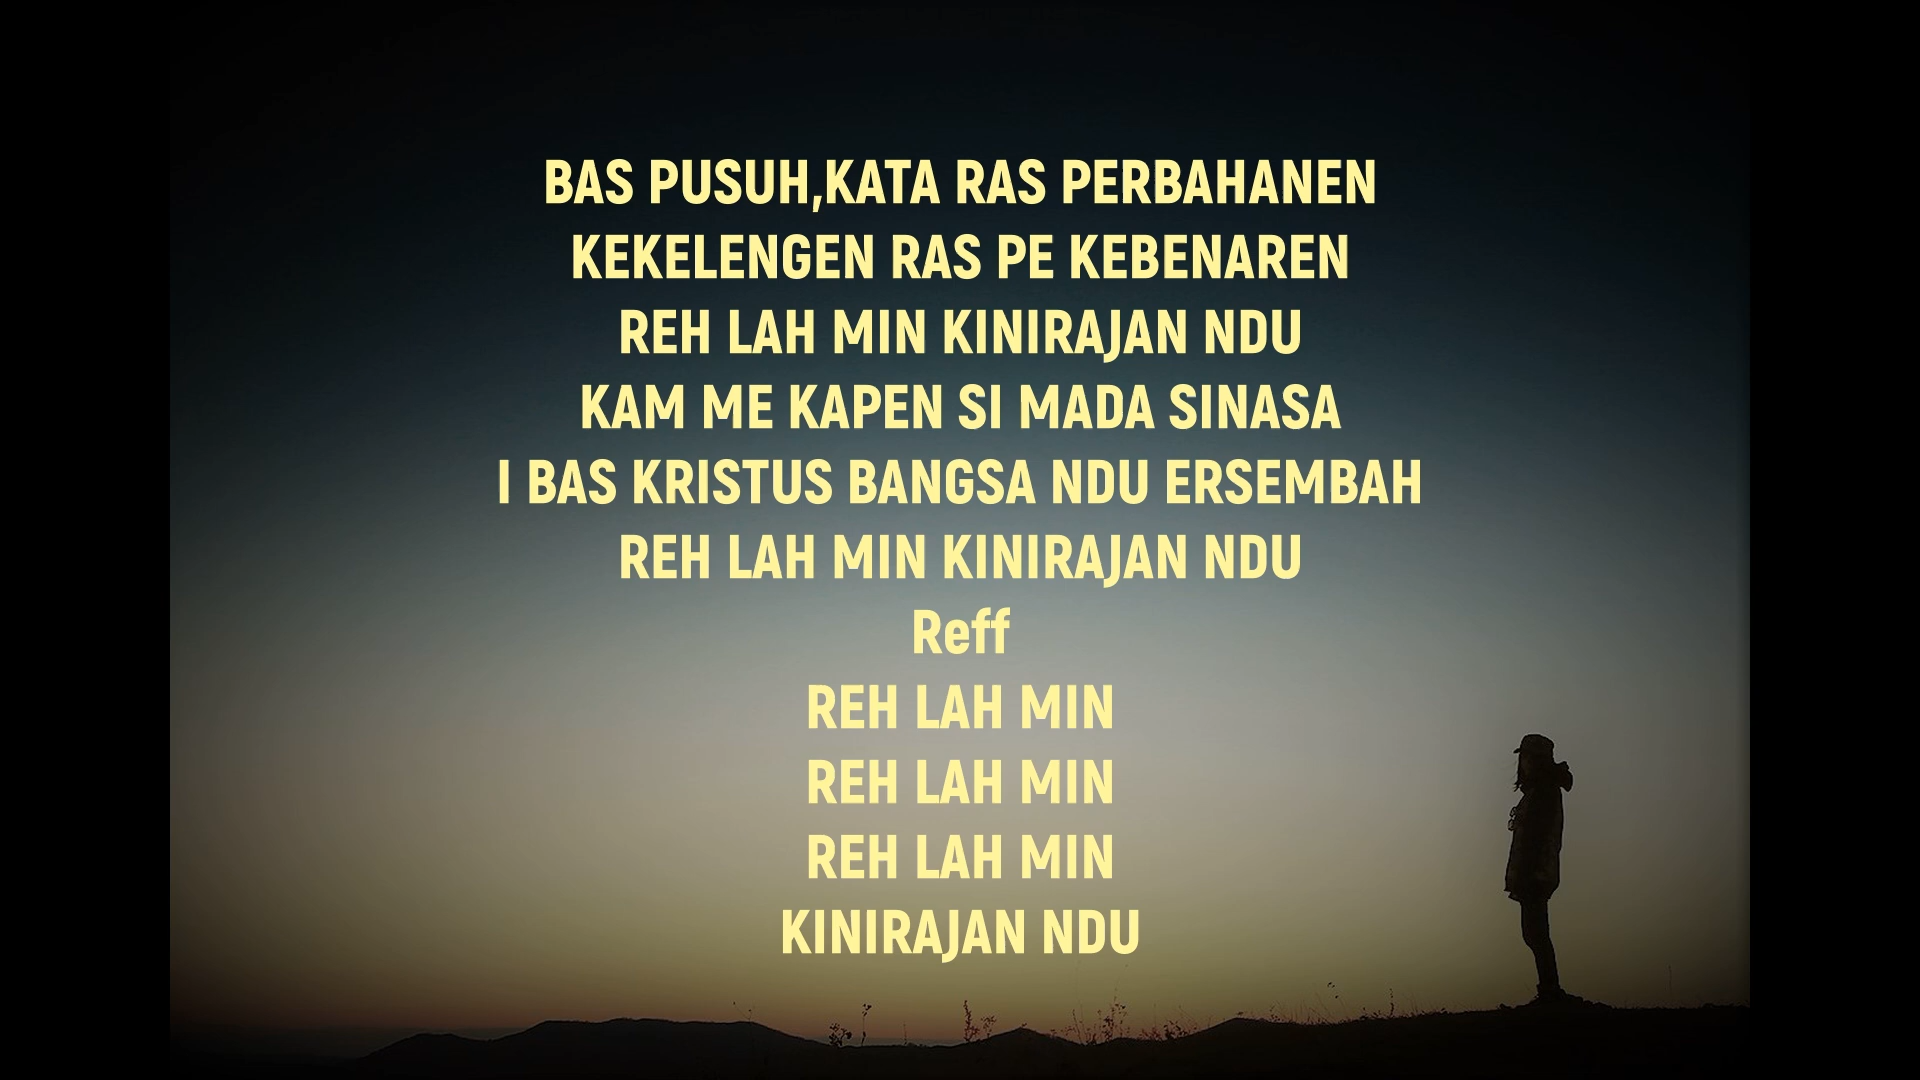 BAS PUSUH,KATA RAS PERBAHANEN
KEKELENGEN RAS PE KEBENAREN
REH LAH MIN KINIRAJAN NDU
KAM ME KAPEN SI MADA SINASA
I BAS KRISTUS BANGSA NDU ERSEMBAH
REH LAH MIN KINIRAJAN NDU
Reff
REH LAH MIN
REH LAH MIN
REH LAH MIN
KINIRAJAN NDU